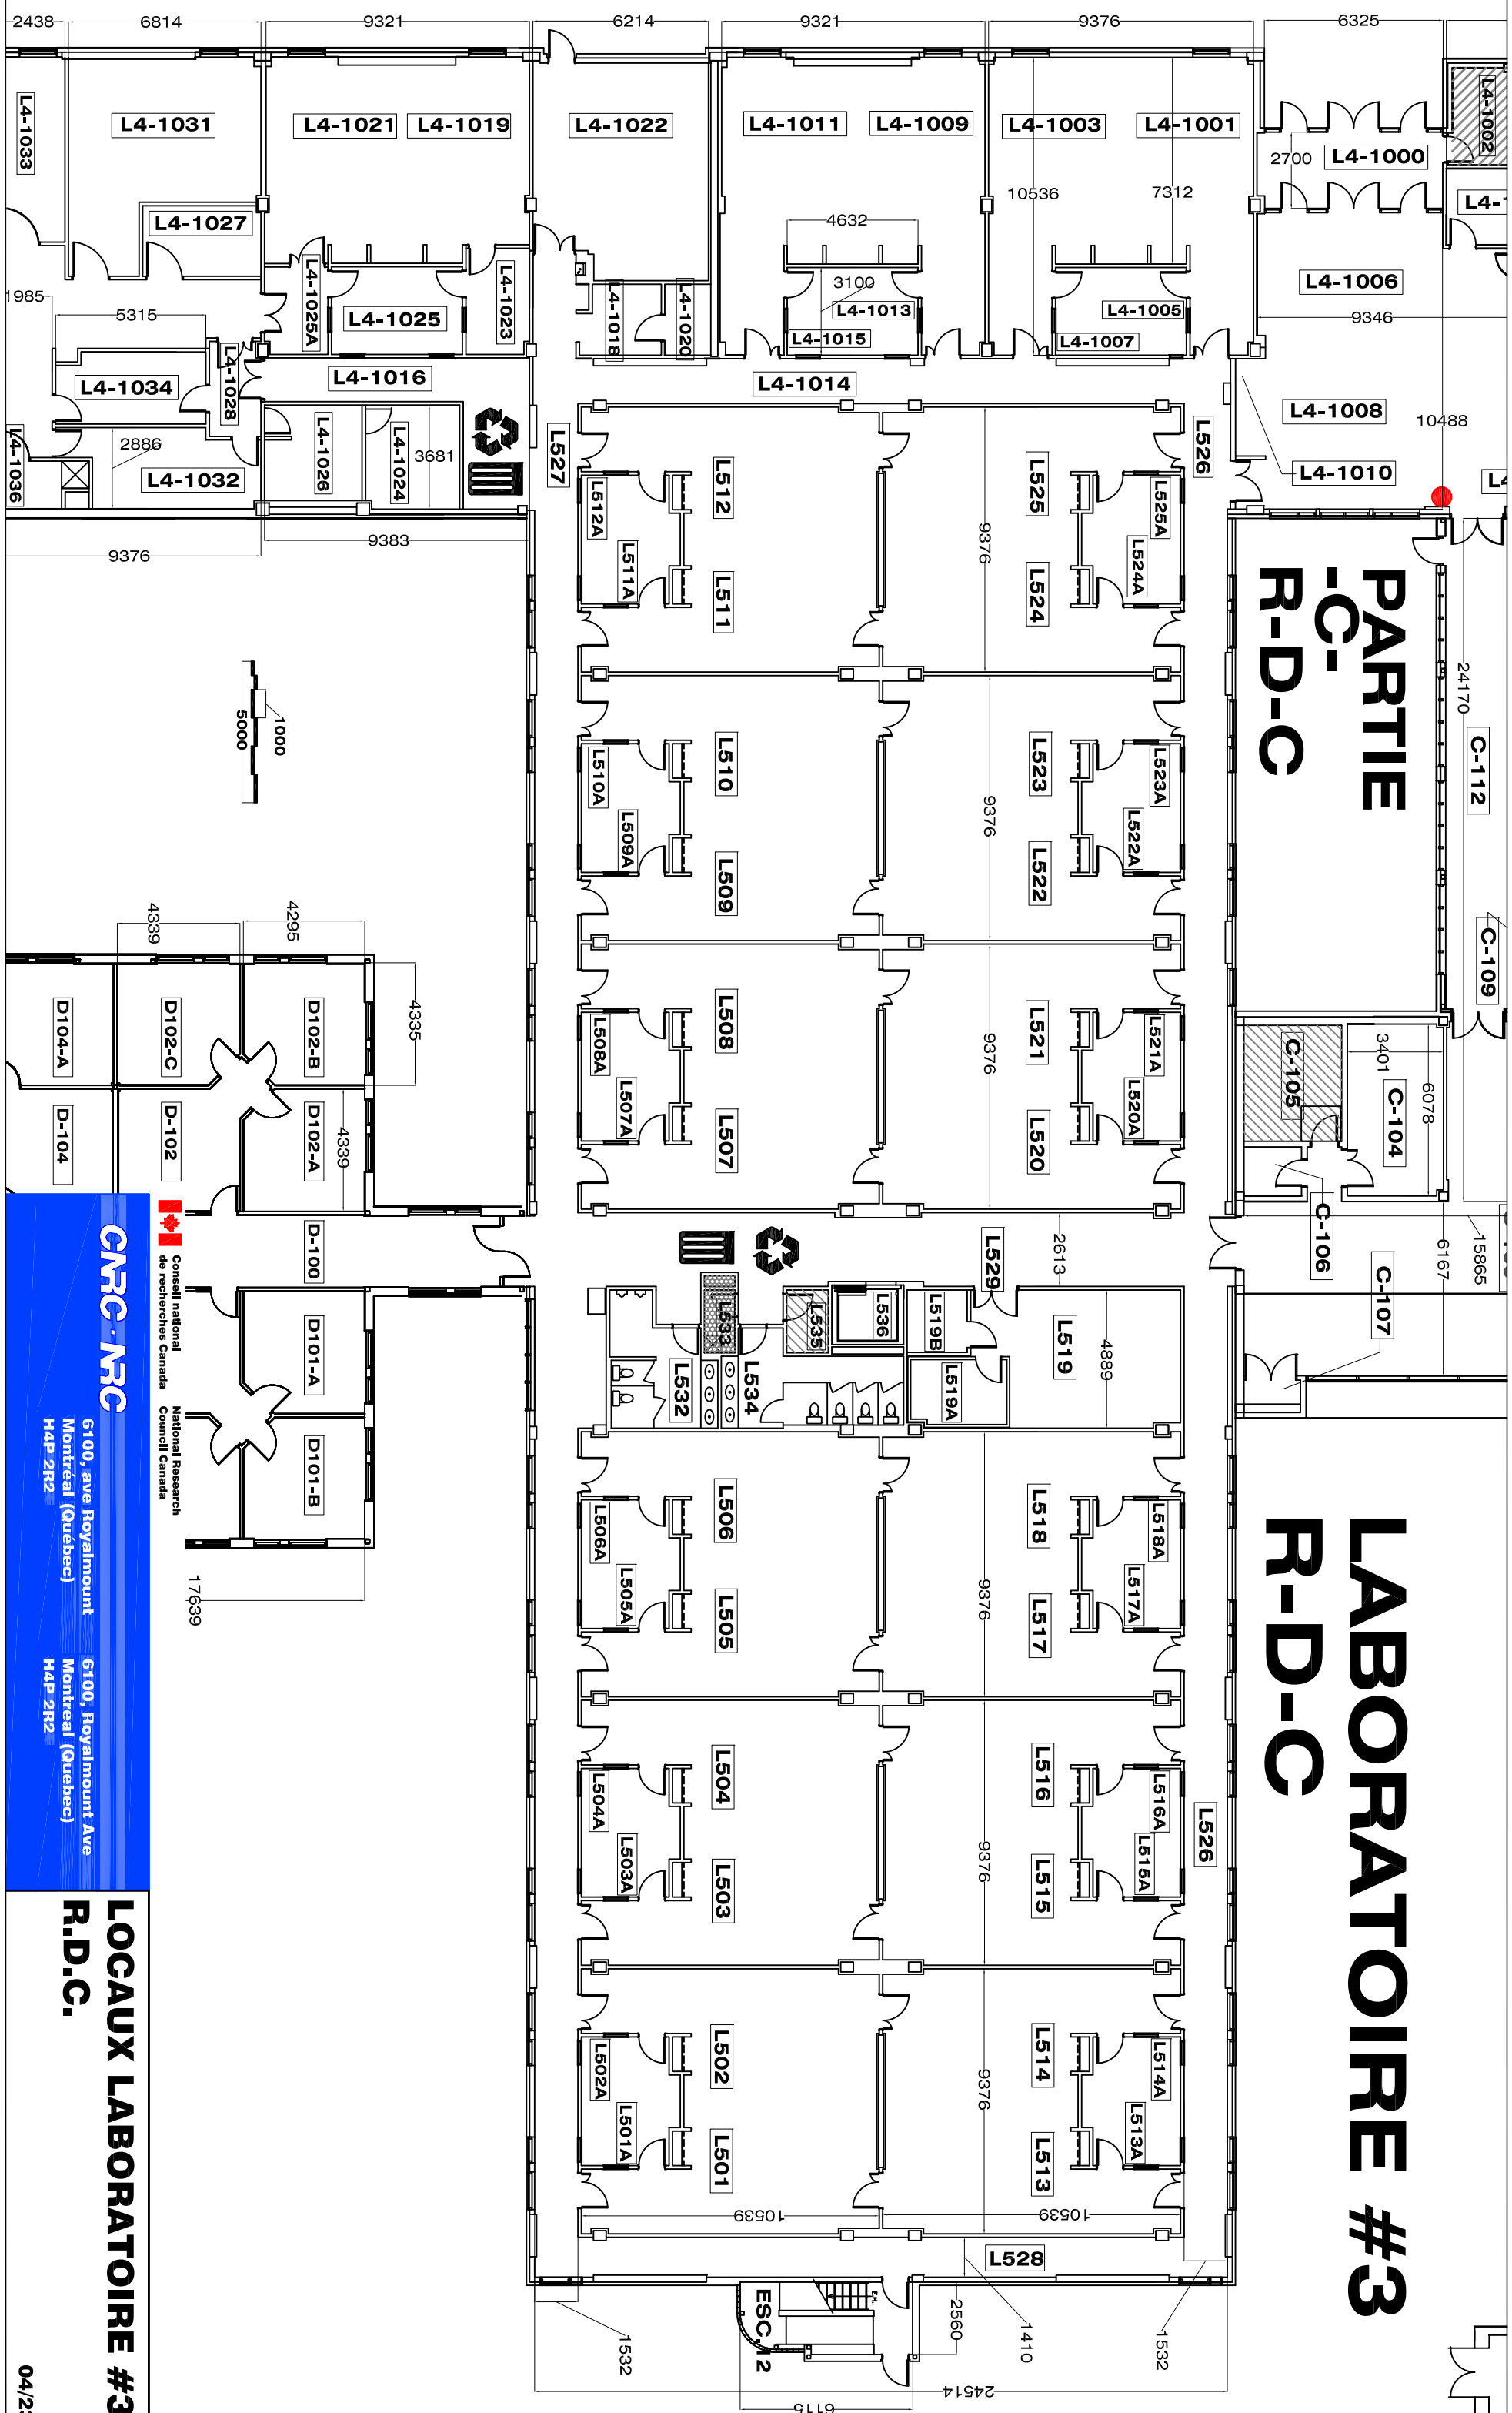 2438
6814
9321
6214
9321
9376
6325
L4-1033
L4-1031
L4-1021
L4-1019
L4-1022
L4-1011
L4-1009
L4-1003
L4-1001
L4-1000
L4-1002
2700
10536
7312
4632
L4-1027
L4-1006
L4-1025A
L4-1025
L4-1023
L4-1018
L4-1020
3100
L4-1013
L4-1015
L4-1005
L4-1007
9346
1985
5315
L4-1034
L4-1028
L4-1016
L4-1014
L4-1008
10488
L4-1010
L4-1036
2886
L4-1032
L4-1026
L4-1024
3681
L527
L526
9376
9383
L512
L525
L512A
L525A
L511A
L524A
L511
L524
9376
PARTIE
-C-
R-D-C
24170
C-112
C-109
1000
5000
L510
L523
L510A
L523A
L509A
L522A
L509
L522
9376
4339
4295
4335
4339
D104-A
D102-C
D102-B
D-104
D-102
D102-A
L508
L521
L508A
L521A
L507A
L520A
L507
L520
9376
C-105
3401
C-104
6078
C-106
C-107
6167
15865
D-100
D101-A
D101-B
17639
2613
L529
L533
L535
L536
L519B
L519
L519A
4889
L532
L534
Conseil national
de recherches Canada
National Research
Council Canada
CNRC·NRC
6100, ave Royalmount
Montréal (Québec)
H4P 2R2
6100, Royalmount Ave
Montreal (Quebec)
H4P 2R2
L506
L518
L506A
L518A
L505A
L517A
L505
L517
9376
LABORATOIRE #3
R-D-C
L504
L516
L504A
L516A
L503A
L515A
L503
L515
9376
L526
L502
L514
L502A
L514A
L501A
L513A
L501
L513
9376
10539
10539
L528
ESC.12
2560
1410
1532
1532
24514
6115
LOCAUX LABORATOIRE #3
R.D.C.